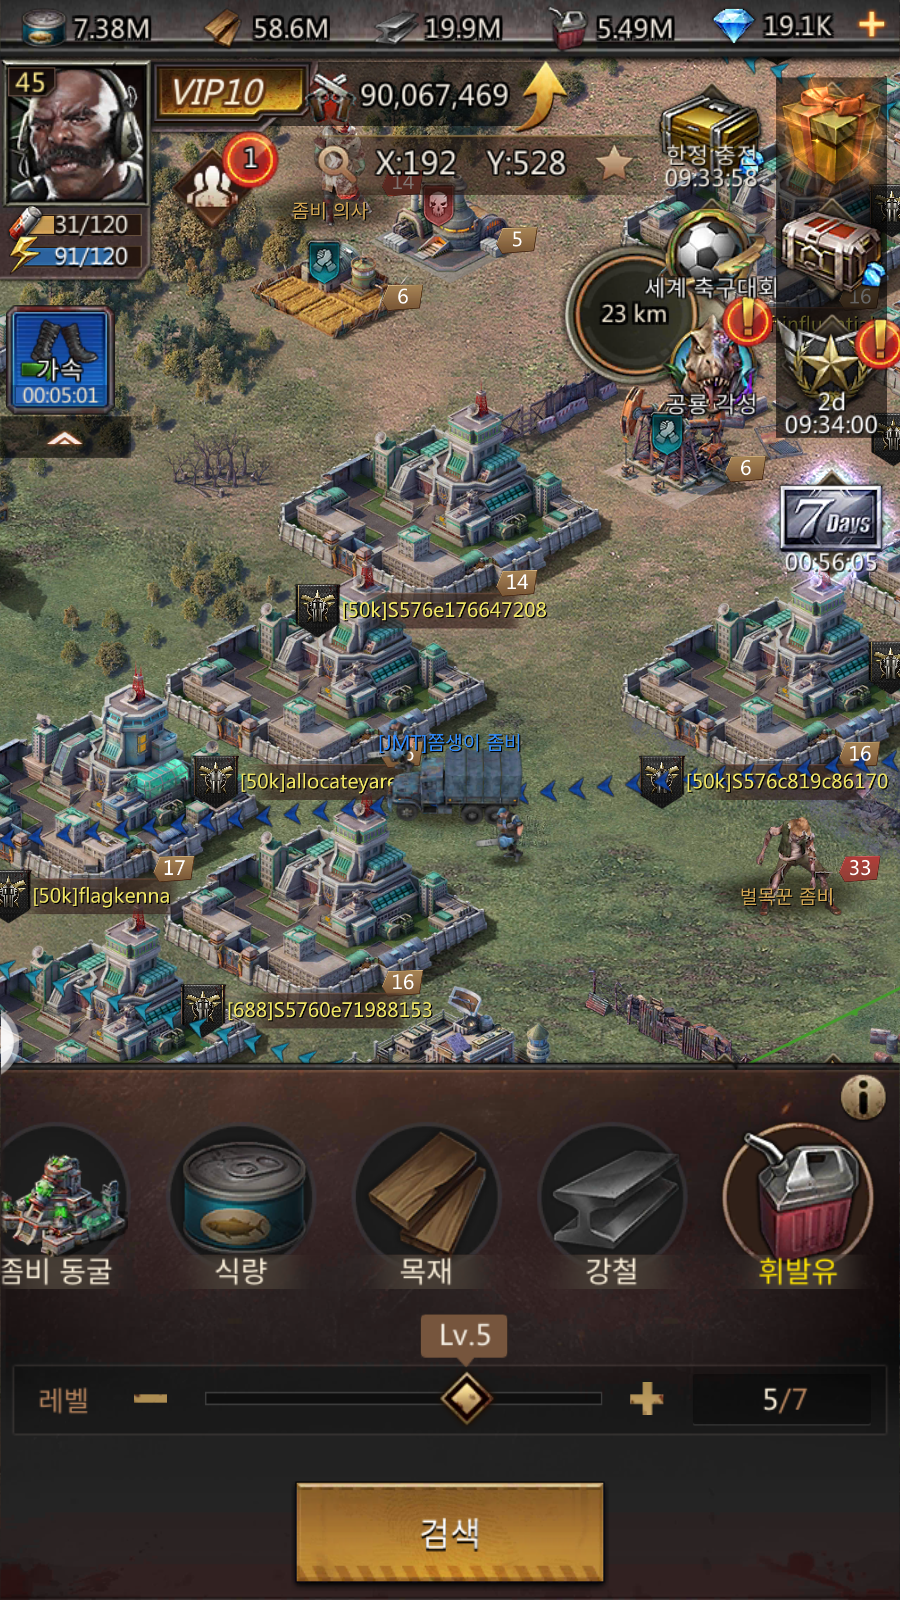 7.38M 58.6M 19.9M 5.49M 19.1K
45 VIP10 90,067,469
1 X:192 Y:528
한정 충전
09:33:58
31/120
91/120
14
좀비 의사
5
6
세계 축구대회
16
23 km
가속
00:05:01
공룡 각성
2d
09:34:00
6
7 Days
00:56:05
14
[50k]S576e176647208
[JMT]쫌생이 좀비
16
[50k]allocateyare
[50k]S576c819c86170
17
33
[50k]flagkenna
벌목꾼 좀비
16
[688]S5760e71988153
좀비 동굴 식량 목재 강철 휘발유
Lv.5
레벨 5/7
검색